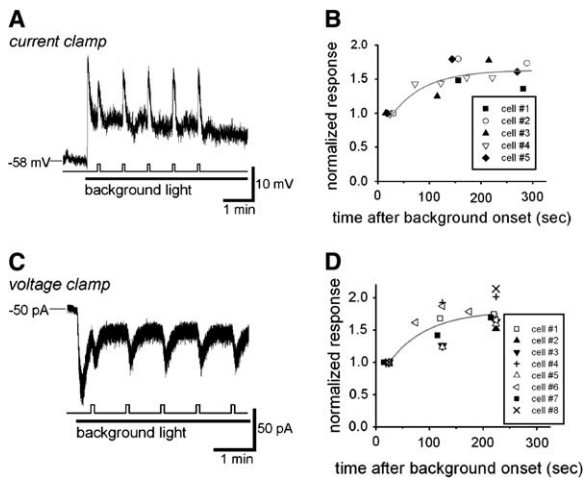 A
current clamp
-58 mV
background light
10 mV
1 min
B
normalized response
2.0
1.5
1.0
0.5
0.0
0
100
200
300
cell #1
cell #2
cell #3
cell #4
cell #5
time after background onset (sec)
C
voltage clamp
-50 pA
background light
50 pA
1 min
D
normalized response
2.5
2.0
1.5
1.0
0.5
0.0
0
100
200
300
cell #1
cell #2
cell #3
cell #4
cell #5
cell #6
cell #7
cell #8
time after background onset (sec)